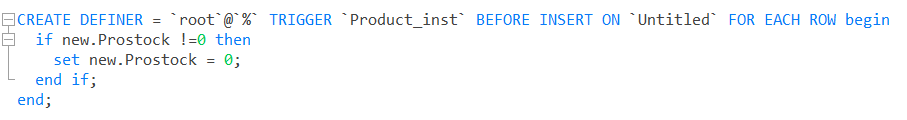 CREATE DEFINER = `root`@`%` TRIGGER `Product_inst` BEFORE INSERT ON `Untitled` FOR EACH ROW begin
if new.Prostock !=0 then
set new.Prostock = 0;
end if;
end;